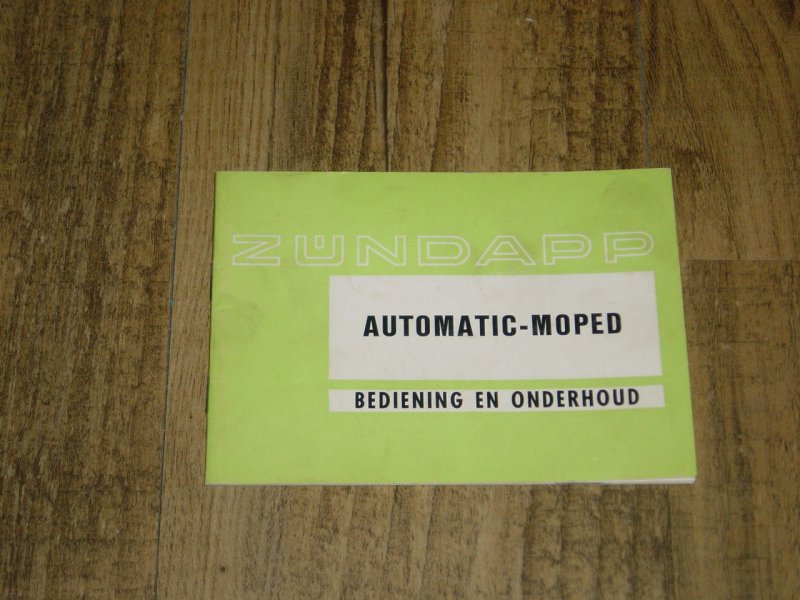 ZÜNDAPP
AUTOMATIC-MOPED
BEDIENING EN ONDERHOUD